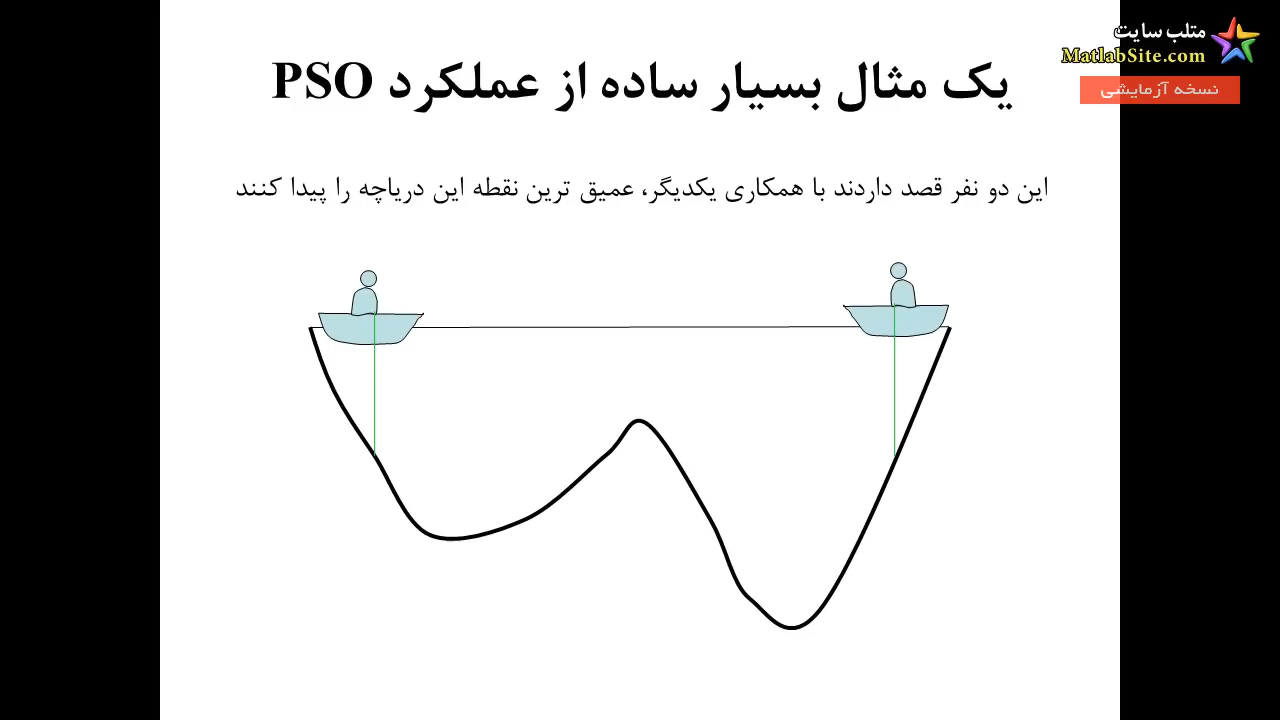 متلب سایت
MatlabSite.com
نسخه آزمایشی
یک مثال بسیار ساده از عملکرد PSO
این دو نفر قصد داردند با همکاری یکدیگر، عمیق ترین نقطه این دریاچه را پیدا کنند